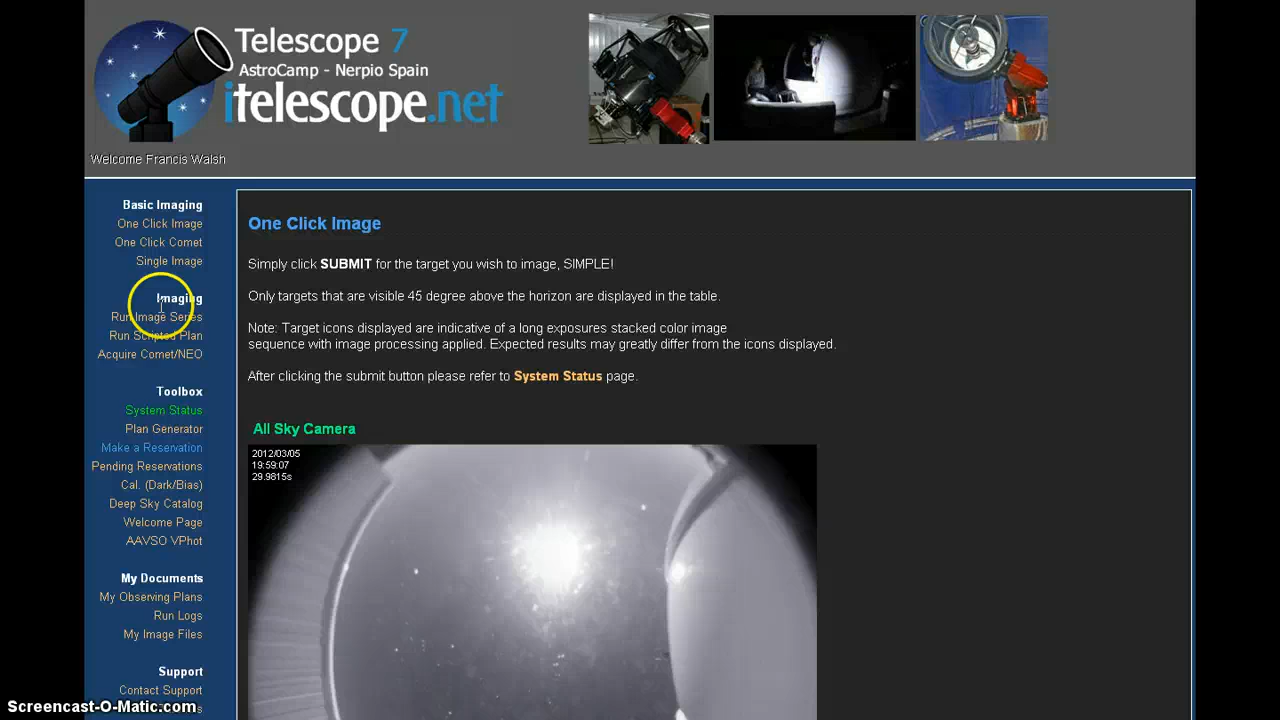 Telescope 7
AstroCamp - Nerpio Spain
iTelescope.net
Welcome Francis Walsh
Basic Imaging
One Click Image
One Click Comet
Single Image
Imaging
Run Image Series
Run Scripted Plan
Acquire Comet/NEO
Toolbox
System Status
Plan Generator
Make a Reservation
Pending Reservations
Cal. (Dark/Bias)
Deep Sky Catalog
Welcome Page
AAVSO VPhot
My Documents
My Observing Plans
Run Logs
My Image Files
Support
Contact Support
One Click Image
Simply click SUBMIT for the target you wish to image, SIMPLE!
Only targets that are visible 45 degree above the horizon are displayed in the table.
Note: Target icons displayed are indicative of a long exposures stacked color image
sequence with image processing applied. Expected results may greatly differ from the icons displayed.
After clicking the submit button please refer to System Status page.
All Sky Camera
2012/03/05
19:59:07
29.9815s
Screencast-O-Matic.com